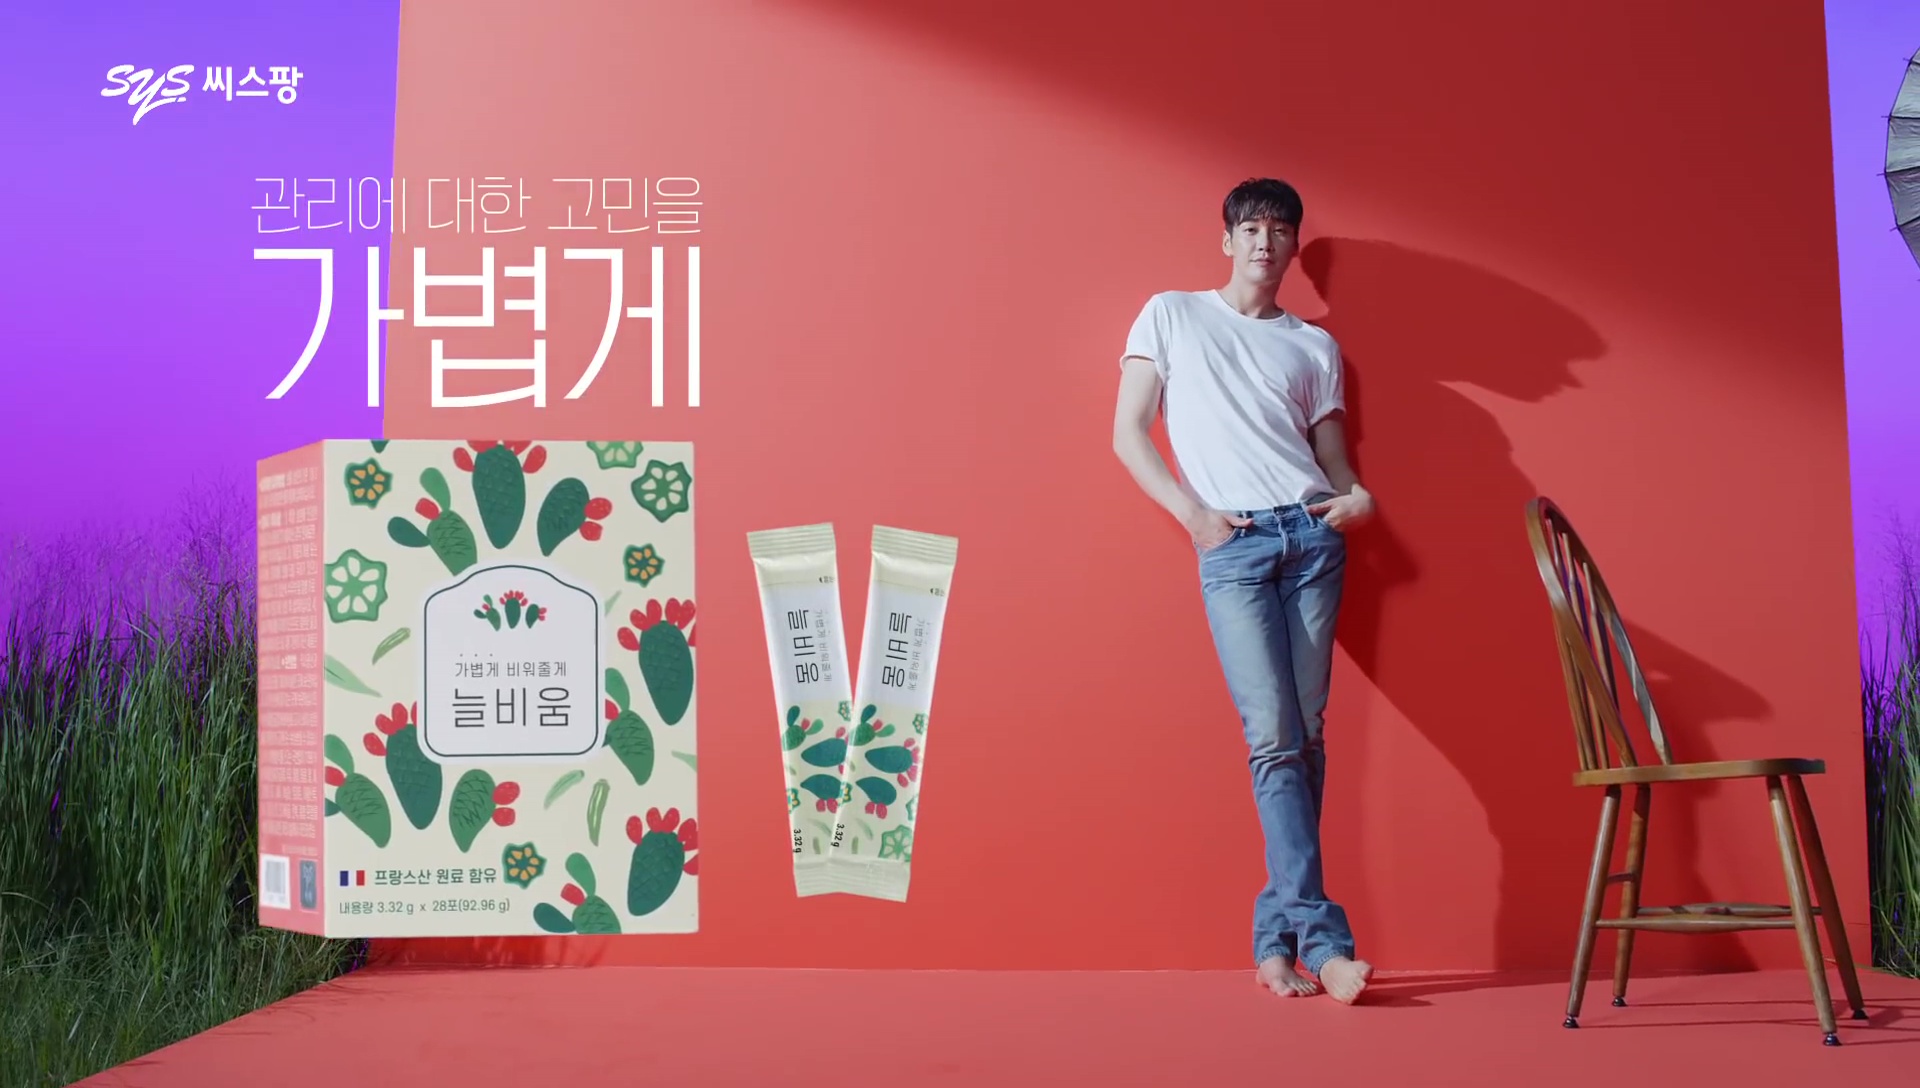 SYS 씨스팡
관리에 대한 고민을
가볍게
가볍게 비워줄게
늘비움
프랑스산 원료 함유
내용량 3.32 g x 28포(92.96 g)
가볍게 비워줄게
늘비움
3.32 g
가볍게 비워줄게
늘비움
3.32 g